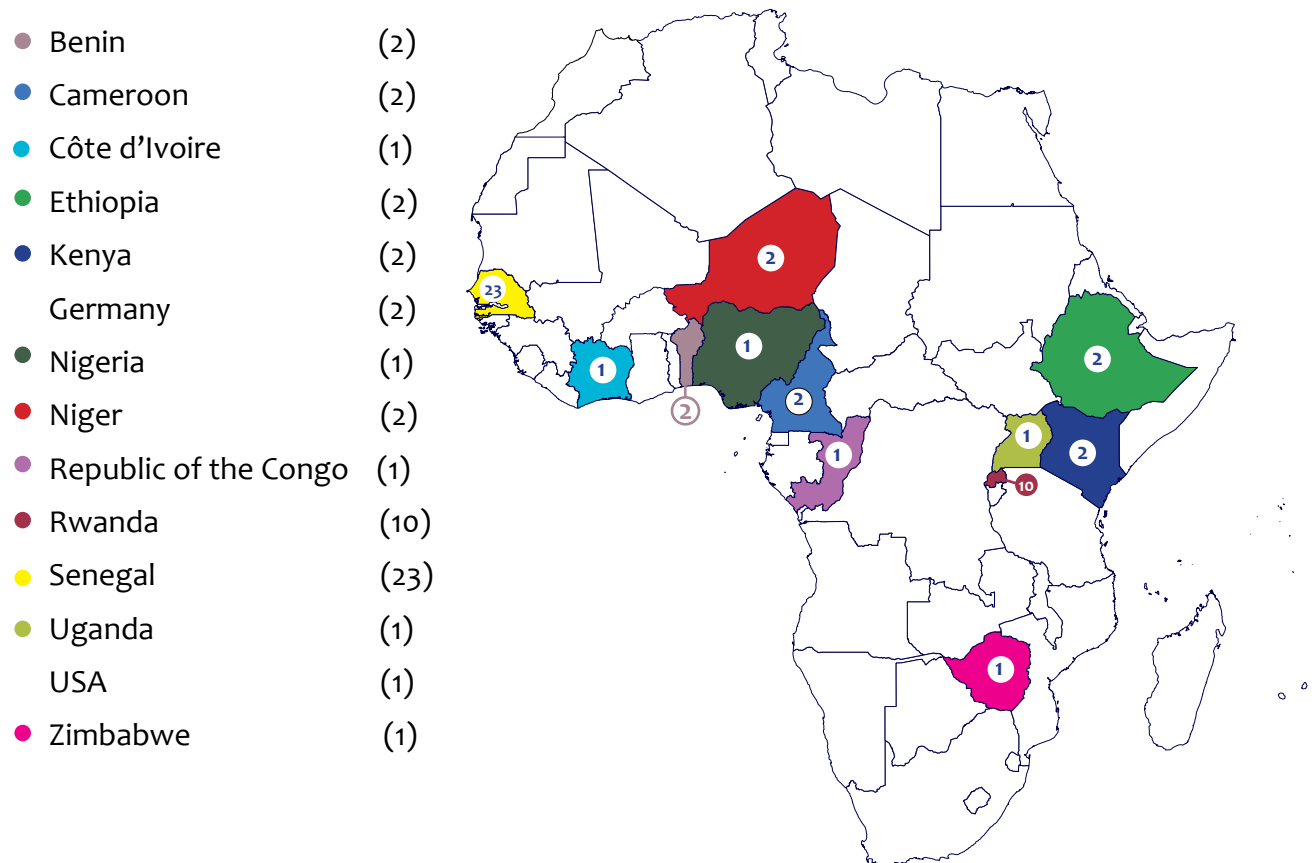 Benin (2)
Cameroon (2)
Côte d’Ivoire (1)
Ethiopia (2)
Kenya (2)
Germany (2)
Nigeria (1)
Niger (2)
Republic of the Congo (1)
Rwanda (10)
Senegal (23)
Uganda (1)
USA (1)
Zimbabwe (1)
2
23
1
2
1
2
2
1
1
2
10
1